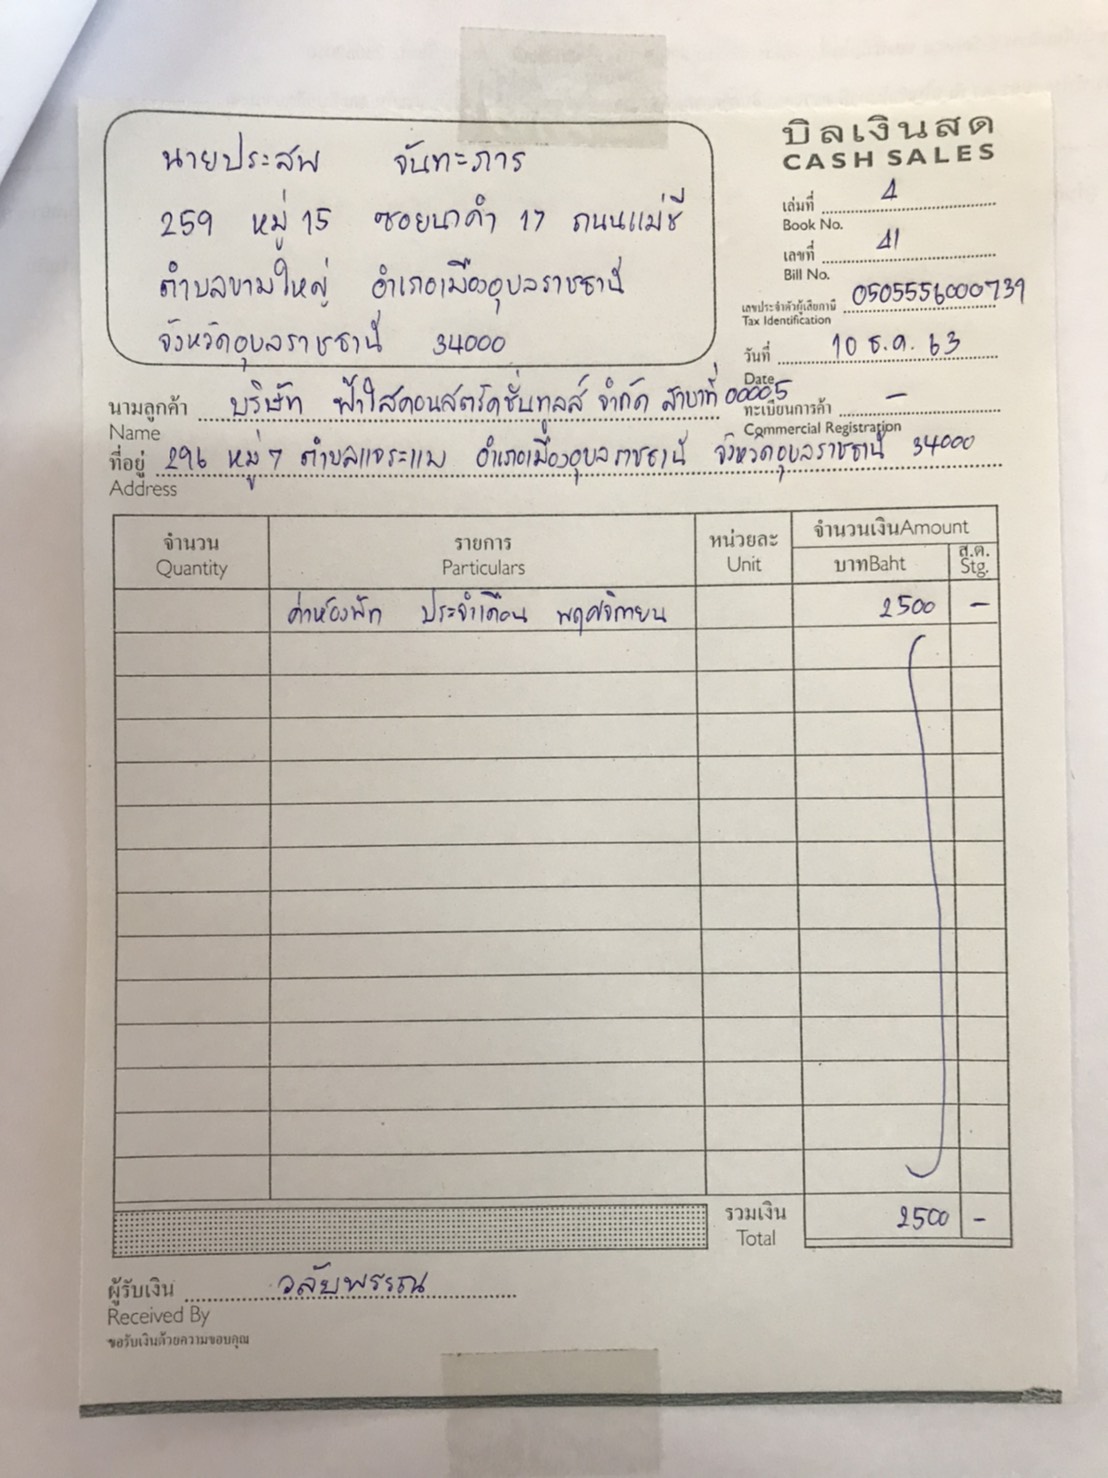 นายประสพ จันทะภาร
259 หมู่ 15 ซอยนาคำ 17 ถนนแม่ชี
ตำบลขามใหญ่ อำเภอเมืองอุบลราชธานี
จังหวัดอุบลราชธานี 34000
บิลเงินสด
CASH SALES
เล่มที่ 4
Book No.
เลขที่ 41
Bill No.
เลขประจำตัวผู้เสียภาษี 0505556000739
Tax Identification
วันที่ 10 ธ.ค. 63
Date
นามลูกค้า บริษัท ฟ้าใสคอนสตรัคชั่นทูลส์ จำกัด สาขาที่ 00005
Name
ทะเบียนการค้า -
Commercial Registration
ที่อยู่ 296 หมู่ 7 ตำบลแจระแม อำเภอเมืองอุบลราชธานี จังหวัดอุบลราชธานี 34000
Address
จำนวน รายการ หน่วยละ จำนวนเงินAmount
Quantity Particulars Unit บาทBaht ส.ต. Stg.
ค่าห้องพัก ประจำเดือน พฤศจิกายน 2500 -
รวมเงิน 2500 -
Total
ผู้รับเงิน วลัยพรรณ
Received By
ขอรับเงินด้วยความขอบคุณ